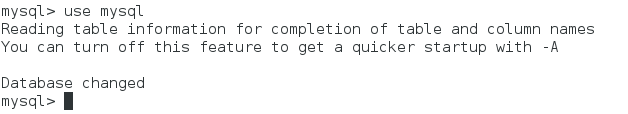 mysql> use mysql
Reading table information for completion of table and column names
You can turn off this feature to get a quicker startup with -A
Database changed
mysql>